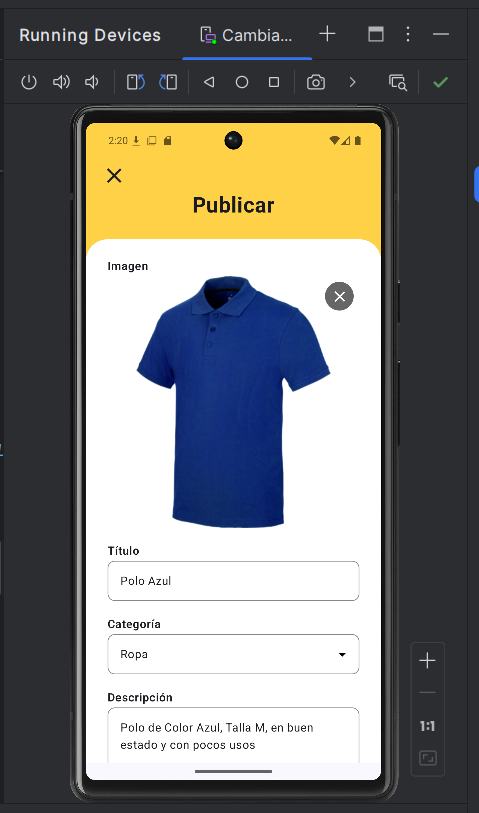 Running Devices
Cambia...
2:20
Publicar
Imagen
Título
Polo Azul
Categoría
Ropa
Descripción
Polo de Color Azul, Talla M, en buen
estado y con pocos usos
1:1